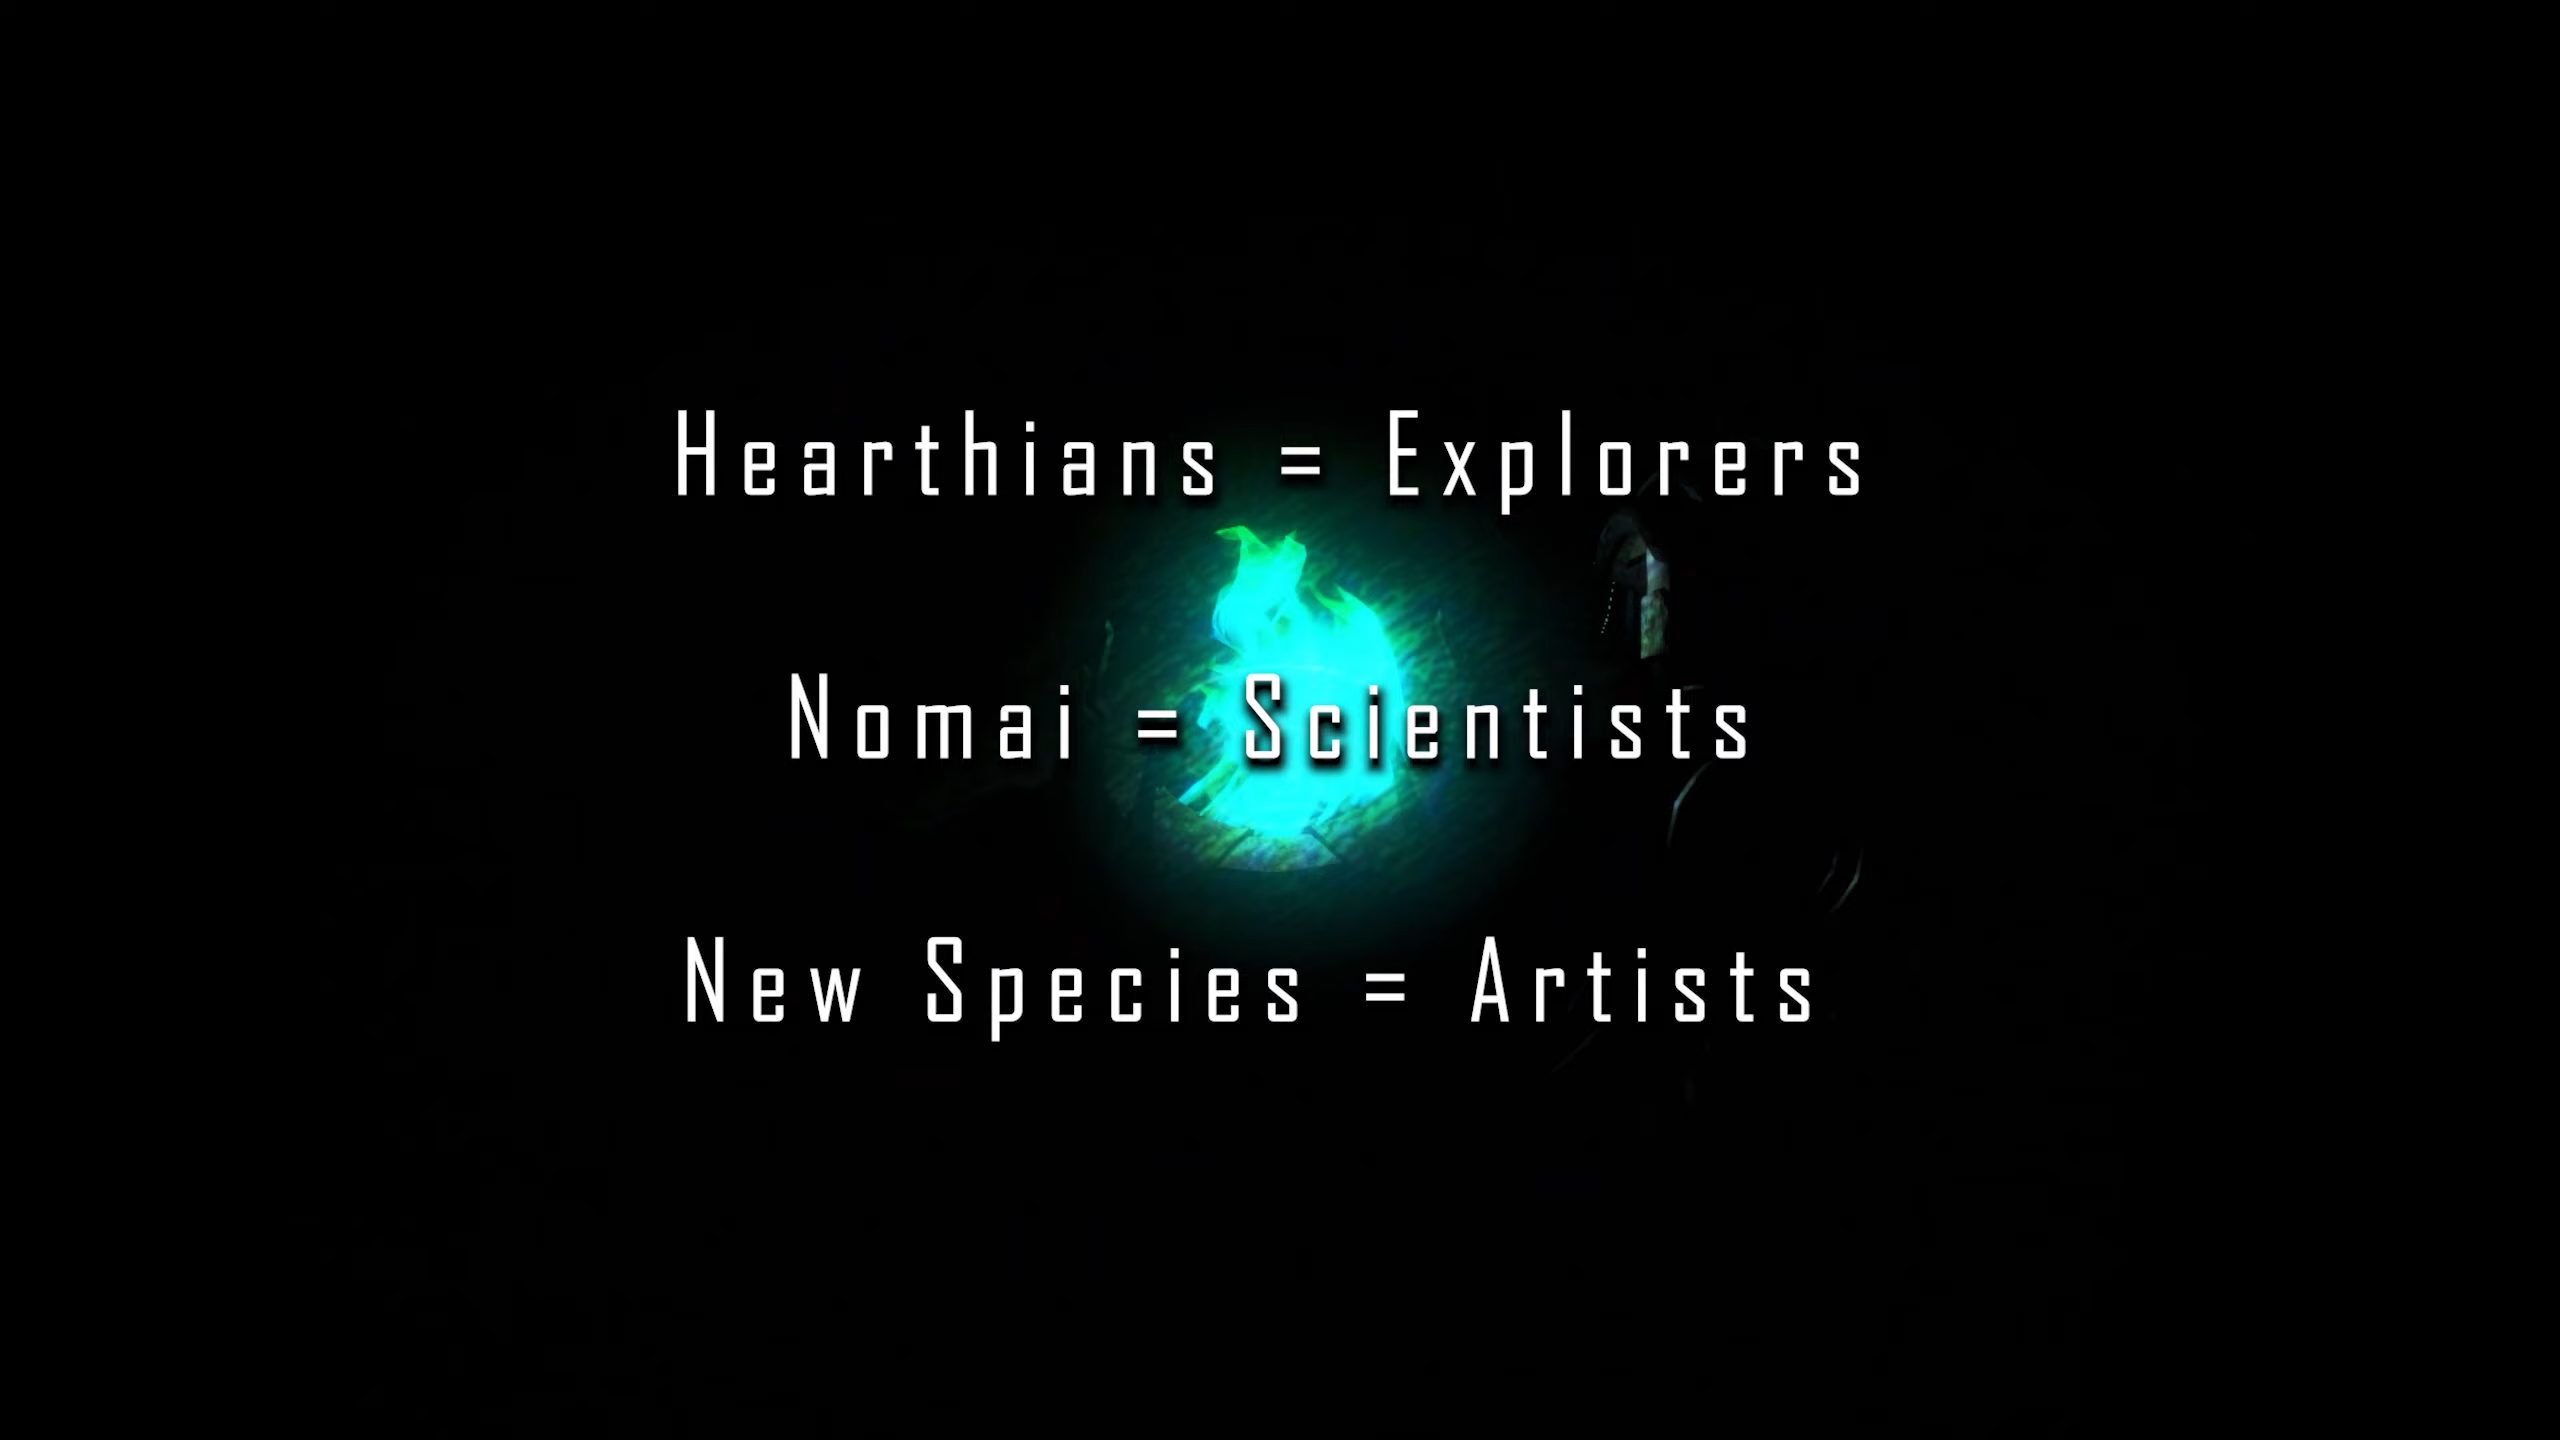 Hearthians = Explorers
Nomai = Scientists
New Species = Artists